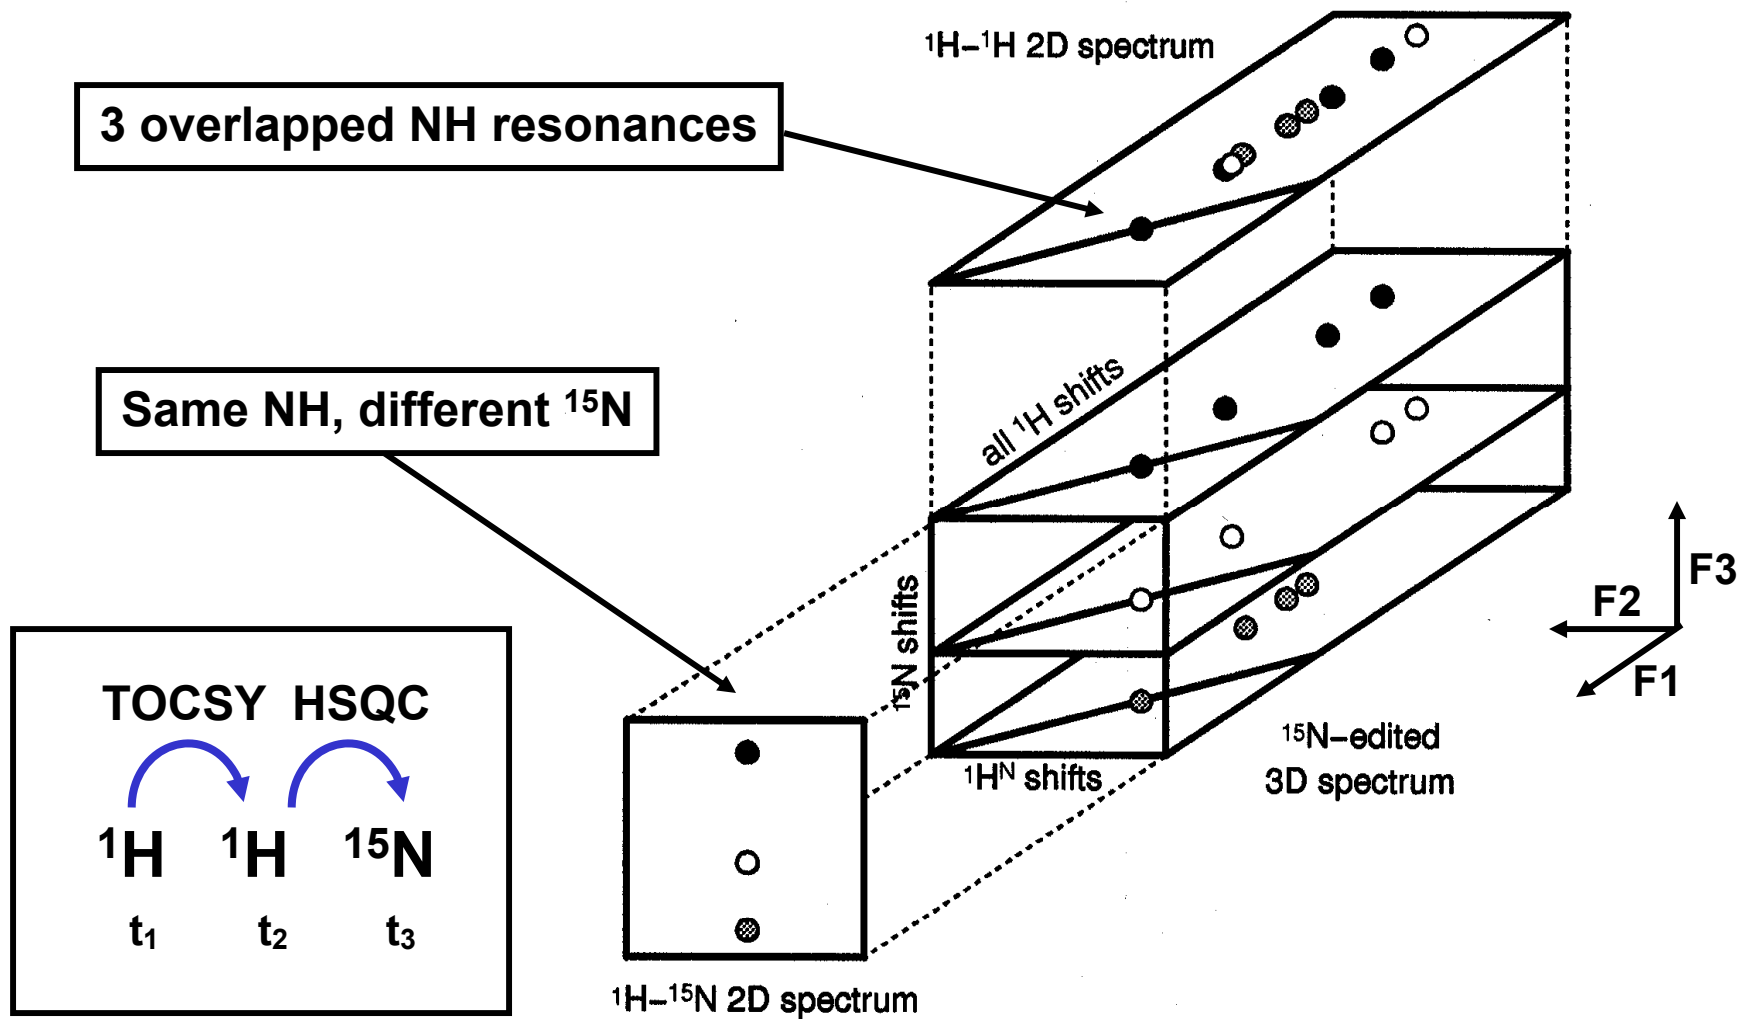 ¹H–¹H 2D spectrum
3 overlapped NH resonances
Same NH, different ¹⁵N
all ¹H shifts
¹⁵N shifts
F3
F2
F1
TOCSY HSQC
¹H ¹H ¹⁵N
t₁ t₂ t₃
¹Hᴺ shifts
¹⁵N–edited
3D spectrum
¹H–¹⁵N 2D spectrum